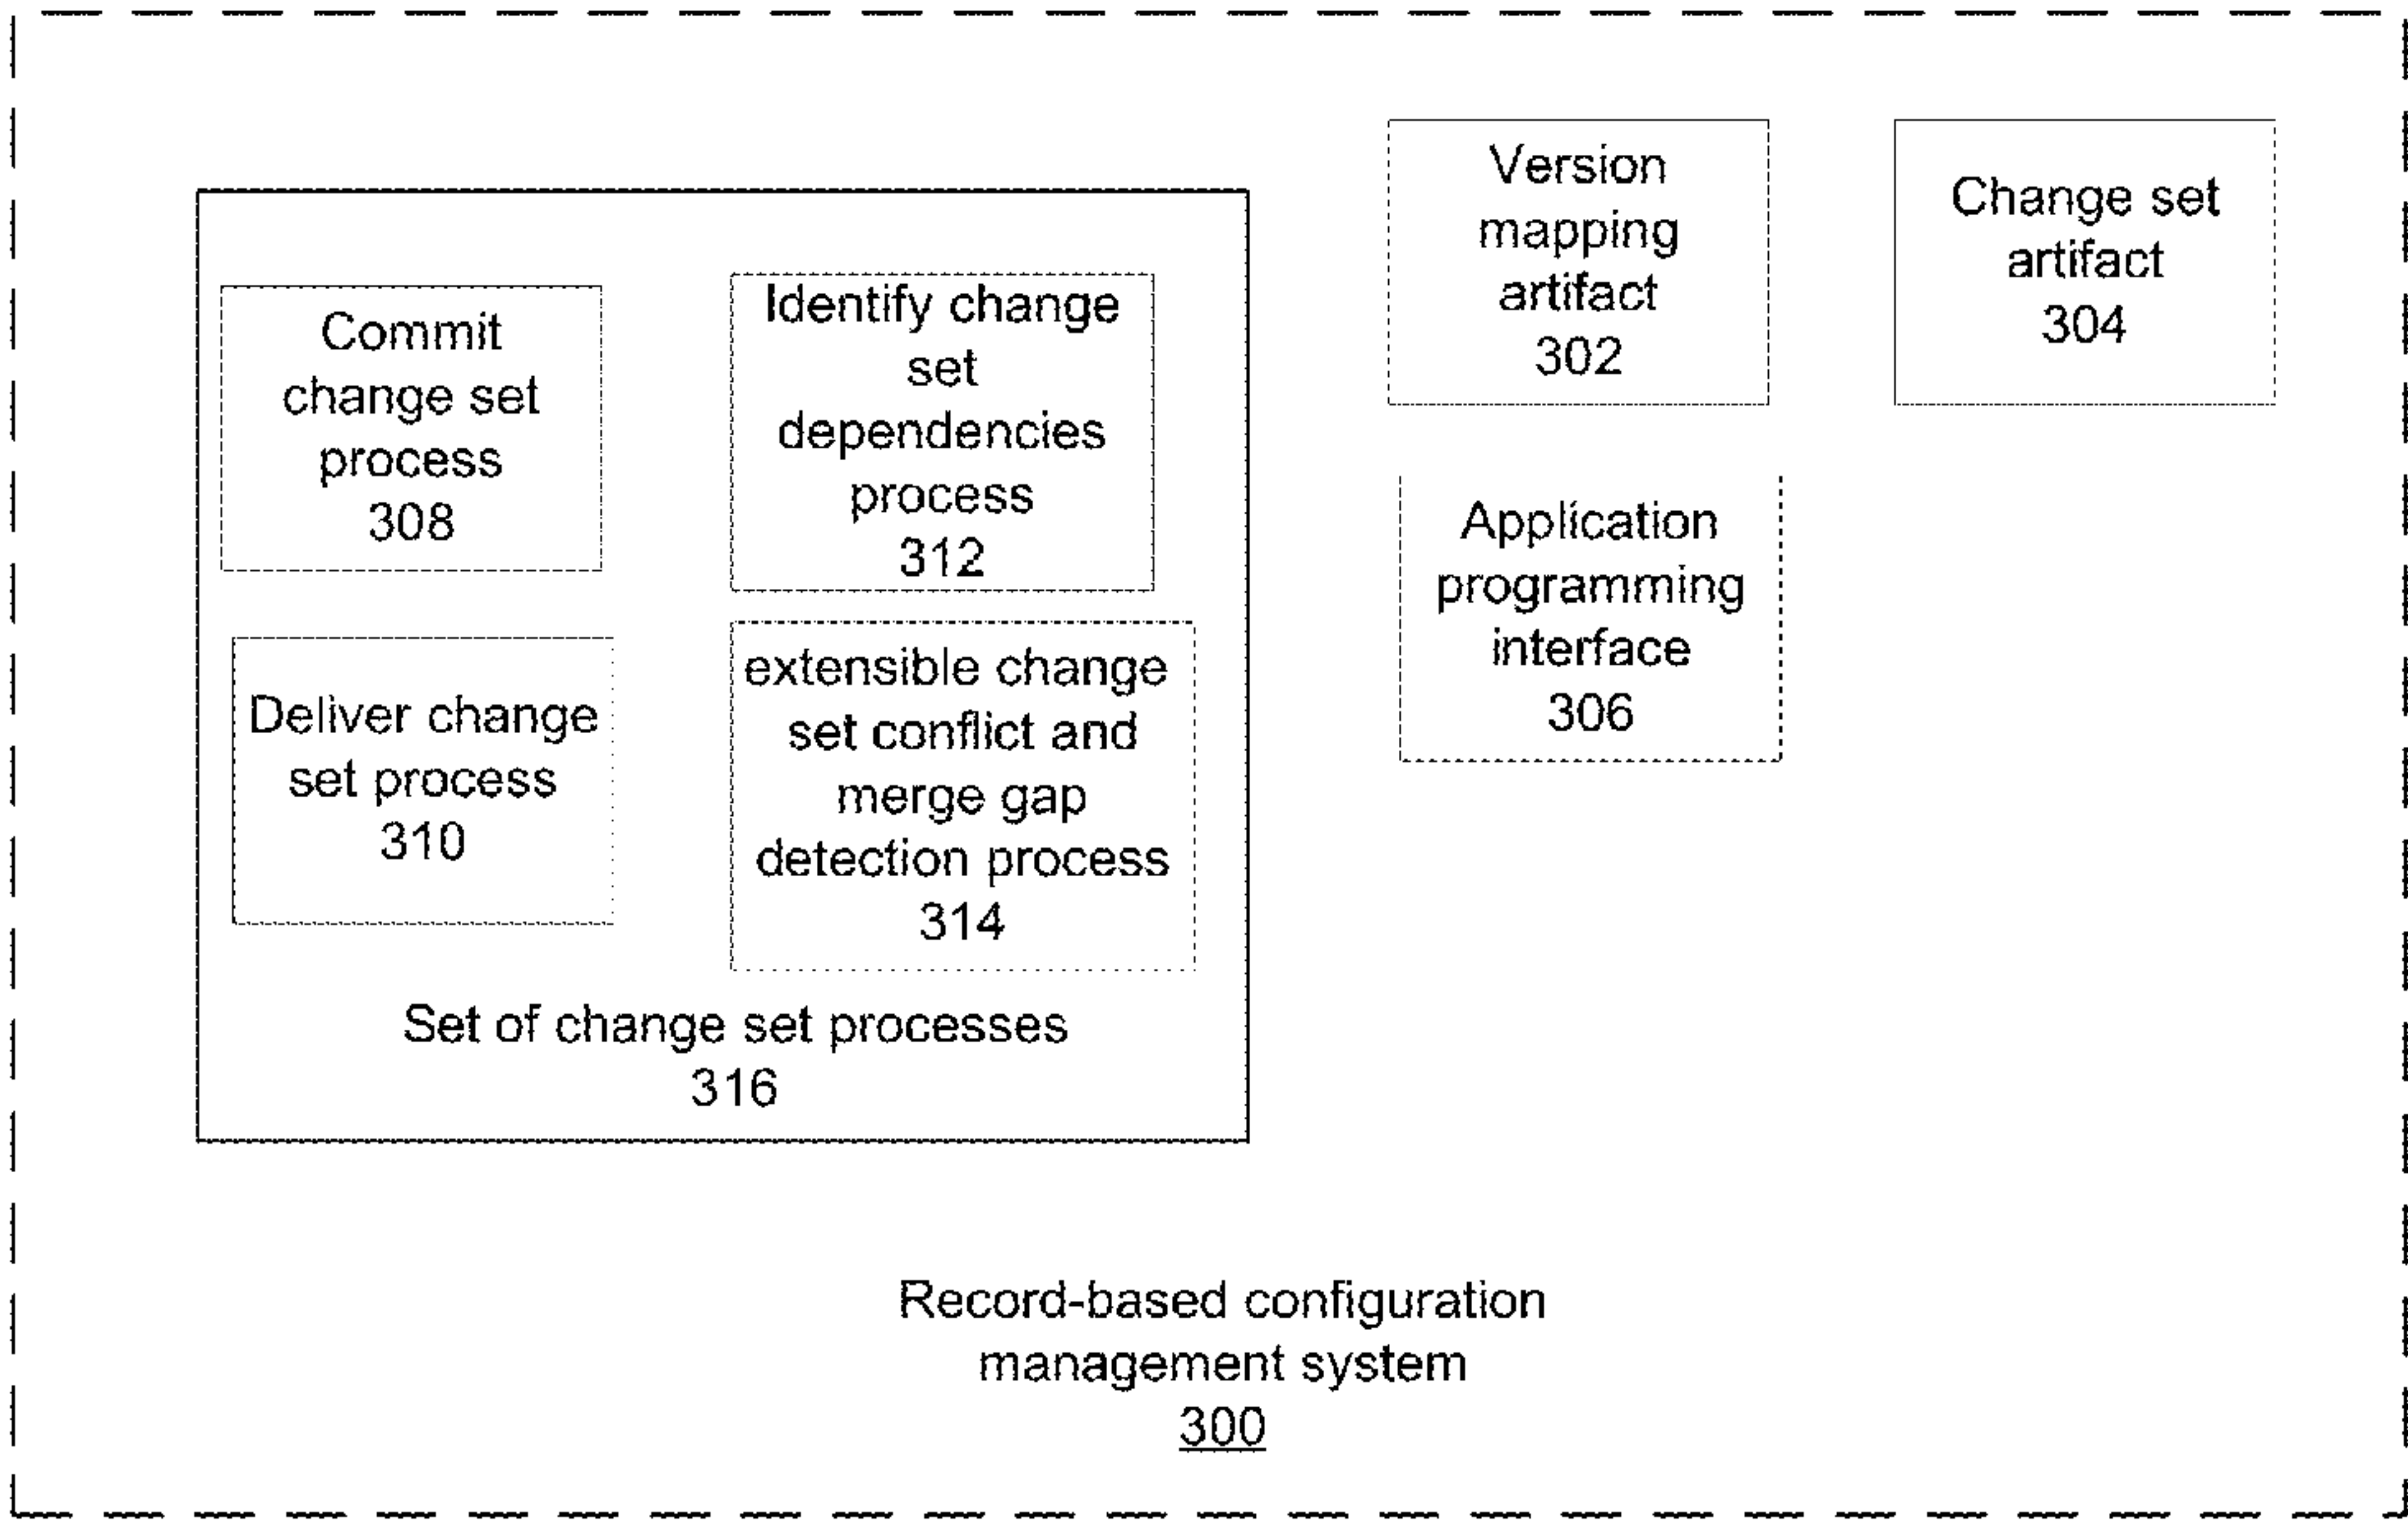 Commit
change set
process
308
Identify change
set
dependencies
process
312
Deliver change
set process
310
extensible change
set conflict and
merge gap
detection process
314
Set of change set processes
316
Version
mapping
artifact
302
Change set
artifact
304
Application
programming
interface
306
Record-based configuration
management system
300